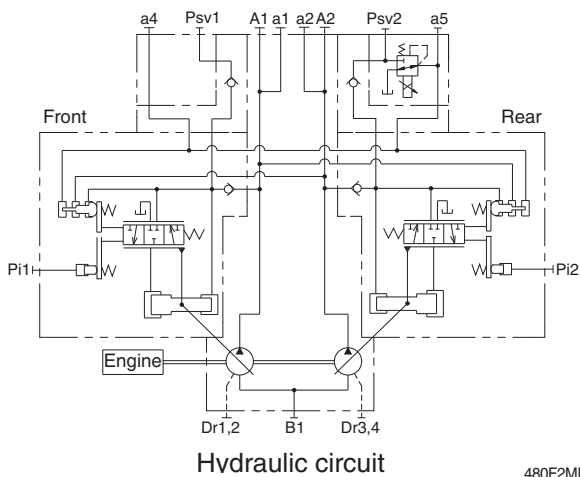 a4 Psv1 A1 a1 a2 A2 Psv2 a5
Front Rear
Pi1 Pi2
Engine
Dr1,2 B1 Dr3,4
Hydraulic circuit